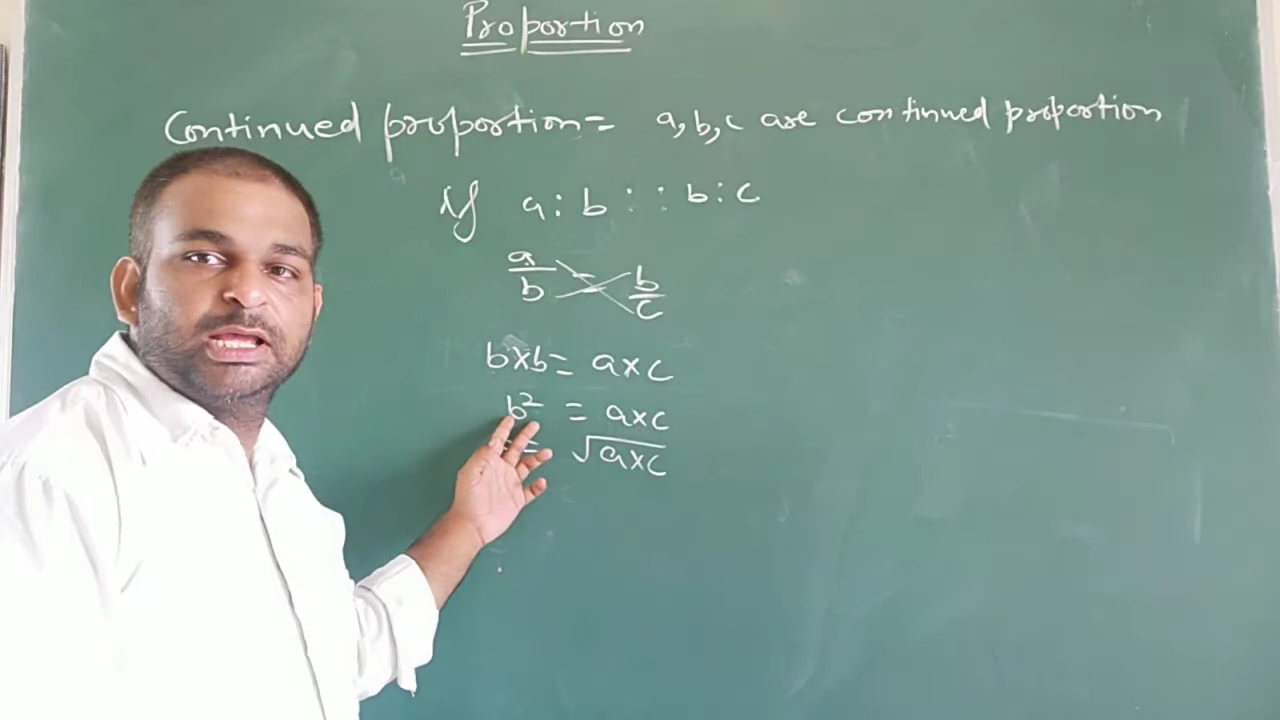 Proportion
Continued proportion = a, b, c are continued proportion
if a : b : : b : c
a/b = b/c
b×b = a×c
b² = a×c
= √a×c